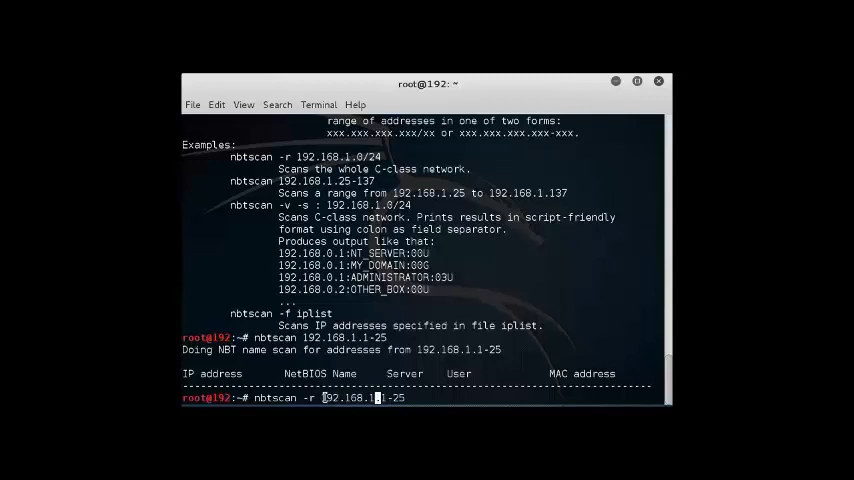 root@192: ~
File Edit View Search Terminal Help
range of addresses in one of two forms:
xxx.xxx.xxx.xxx/xx or xxx.xxx.xxx.xxx-xxx.
Examples:
nbtscan -r 192.168.1.0/24
Scans the whole C-class network.
nbtscan 192.168.1.25-137
Scans a range from 192.168.1.25 to 192.168.1.137
nbtscan -v -s : 192.168.1.0/24
Scans C-class network. Prints results in script-friendly
format using colon as field separator.
Produces output like that:
192.168.0.1:NT_SERVER:00U
192.168.0.1:MY_DOMAIN:00G
192.168.0.1:ADMINISTRATOR:03U
192.168.0.2:OTHER_BOX:00U
...
nbtscan -f iplist
Scans IP addresses specified in file iplist.
root@192:~# nbtscan 192.168.1.1-25
Doing NBT name scan for addresses from 192.168.1.1-25
IP address NetBIOS Name Server User MAC address
------------------------------------------------------------------------------
root@192:~# nbtscan -r 192.168.1.1-25